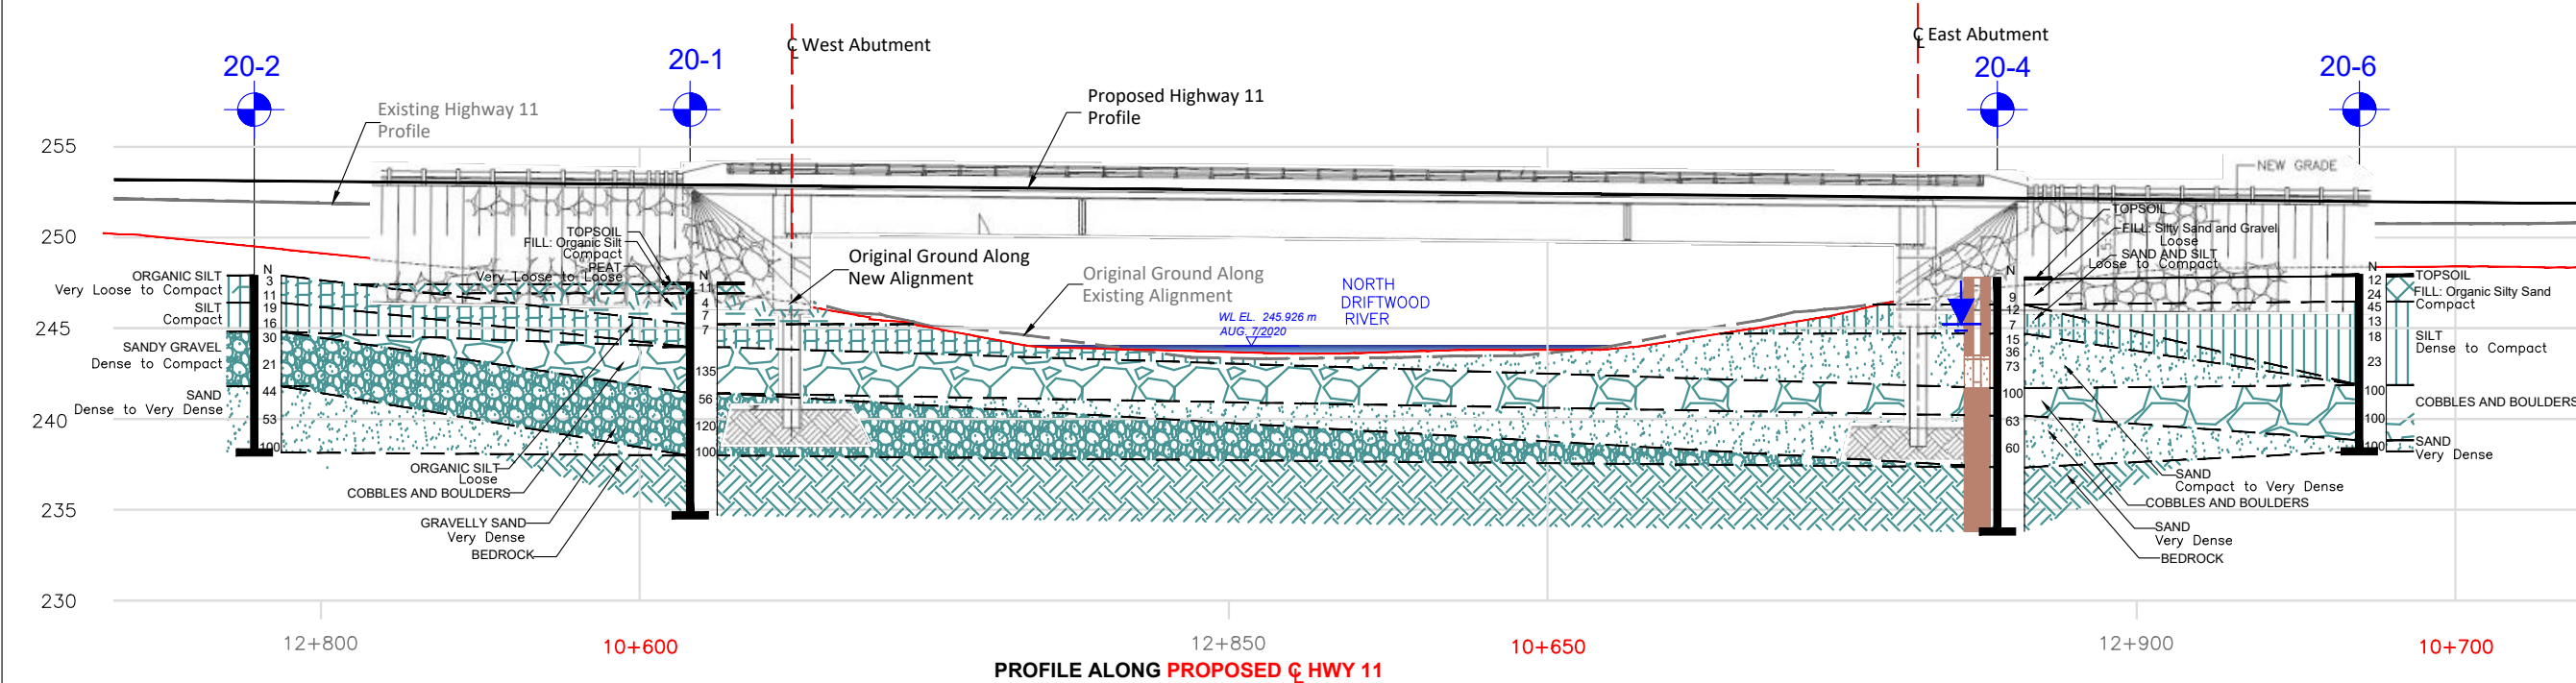 ℄ West Abutment
℄ East Abutment
20-2
20-1
20-4
20-6
Existing Highway 11
Profile
Proposed Highway 11
Profile
255
250
245
240
235
230
NEW GRADE
TOPSOIL
FILL: Organic Silt
Compact
PEAT
Very Loose to Loose
ORGANIC SILT
Very Loose to Compact
SILT
Compact
SANDY GRAVEL
Dense to Compact
SAND
Dense to Very Dense
N
3
11
19
16
30
21
44
53
100
ORGANIC SILT
Loose
COBBLES AND BOULDERS
GRAVELLY SAND
Very Dense
BEDROCK
N
11
4
7
7
135
56
120
100
Original Ground Along
New Alignment
Original Ground Along
Existing Alignment
NORTH
DRIFTWOOD
RIVER
WL EL. 245.926 m
AUG. 7/2020
N
9
12
7
15
36
73
100
63
60
TOPSOIL
FILL: Silty Sand and Gravel
Loose
SAND AND SILT
Loose to Compact
SAND
Compact to Very Dense
COBBLES AND BOULDERS
SAND
Very Dense
BEDROCK
N
12
24
45
13
18
23
100
100
100
TOPSOIL
FILL: Organic Silty Sand
Compact
SILT
Dense to Compact
COBBLES AND BOULDERS
SAND
Very Dense
12+800
10+600
12+850
10+650
12+900
10+700
PROFILE ALONG PROPOSED ℄ HWY 11